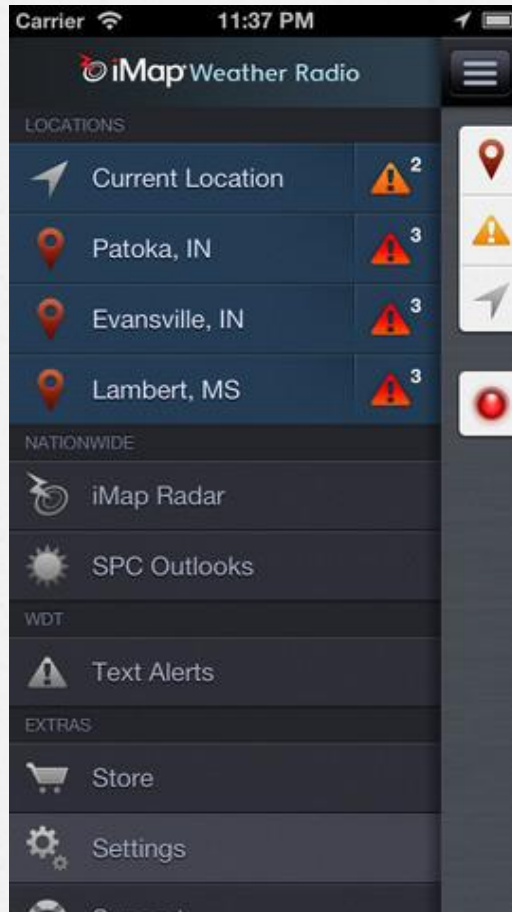 Carrier 11:37 PM
iMap Weather Radio
LOCATIONS
Current Location 2
Patoka, IN 3
Evansville, IN 3
Lambert, MS 3
NATIONWIDE
iMap Radar
SPC Outlooks
WDT
Text Alerts
EXTRAS
Store
Settings